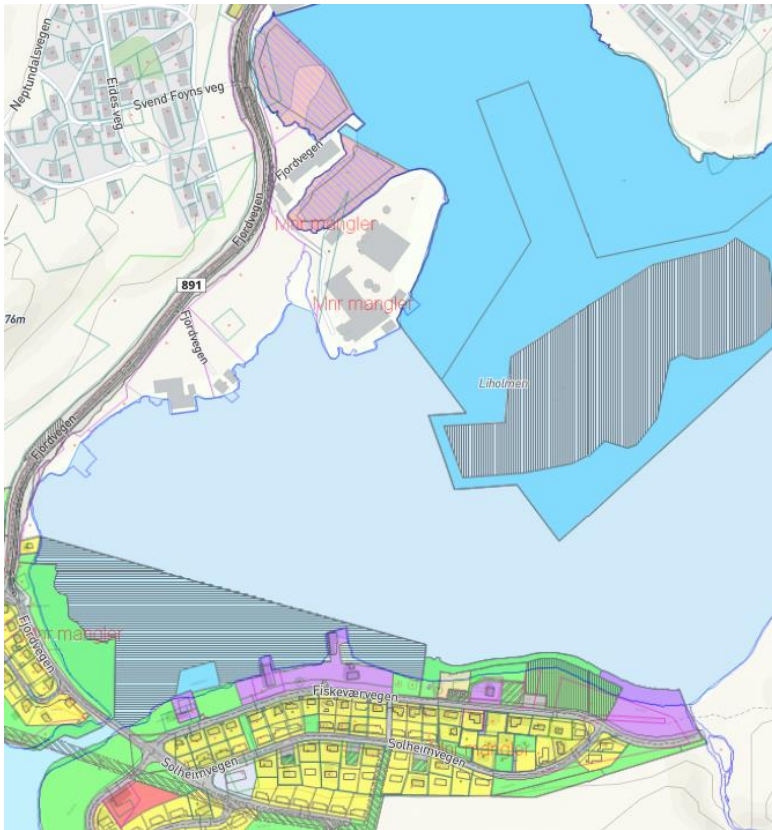 Neptundalsvegen
Eides veg
Svend Foyns veg
Fjordvegen
Fjordvegen
Mnr mangler
891
Mnr mangler
76m
Fjordvegen
Liholmen
Fjordvegen
Mnr mangler
Fjordvegen
Fiskeværvegen
Solheimvegen
Solheimvegen